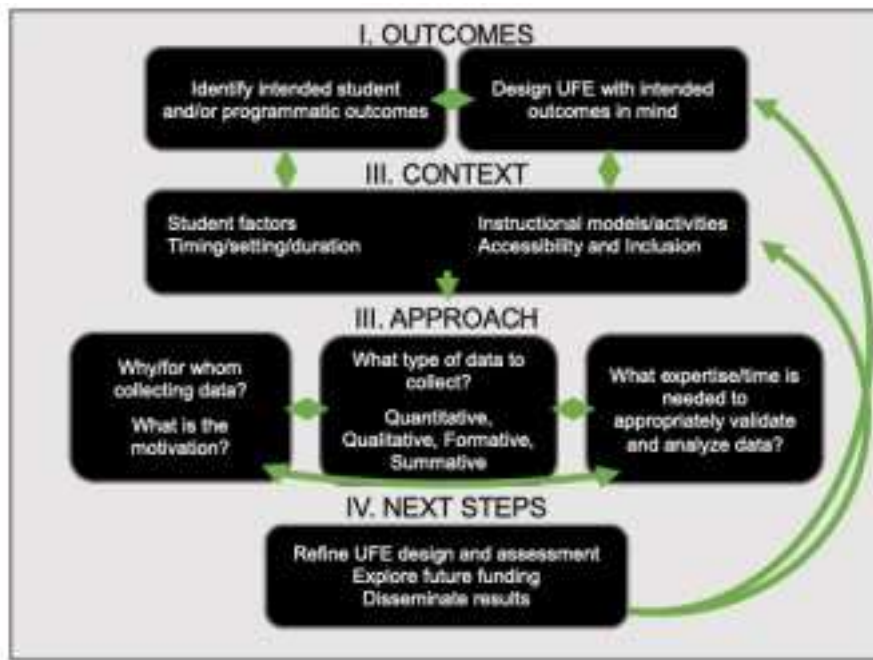 I. OUTCOMES
Identify intended student
and/or programmatic outcomes
Design UFE with intended
outcomes in mind
III. CONTEXT
Student factors
Timing/setting/duration
Instructional models/activities
Accessibility and Inclusion
III. APPROACH
Why/for whom
collecting data?
What is the
motivation?
What type of data to
collect?
Quantitative,
Qualitative, Formative,
Summative
What expertise/time is
needed to
appropriately validate
and analyze data?
IV. NEXT STEPS
Refine UFE design and assessment
Explore future funding
Disseminate results